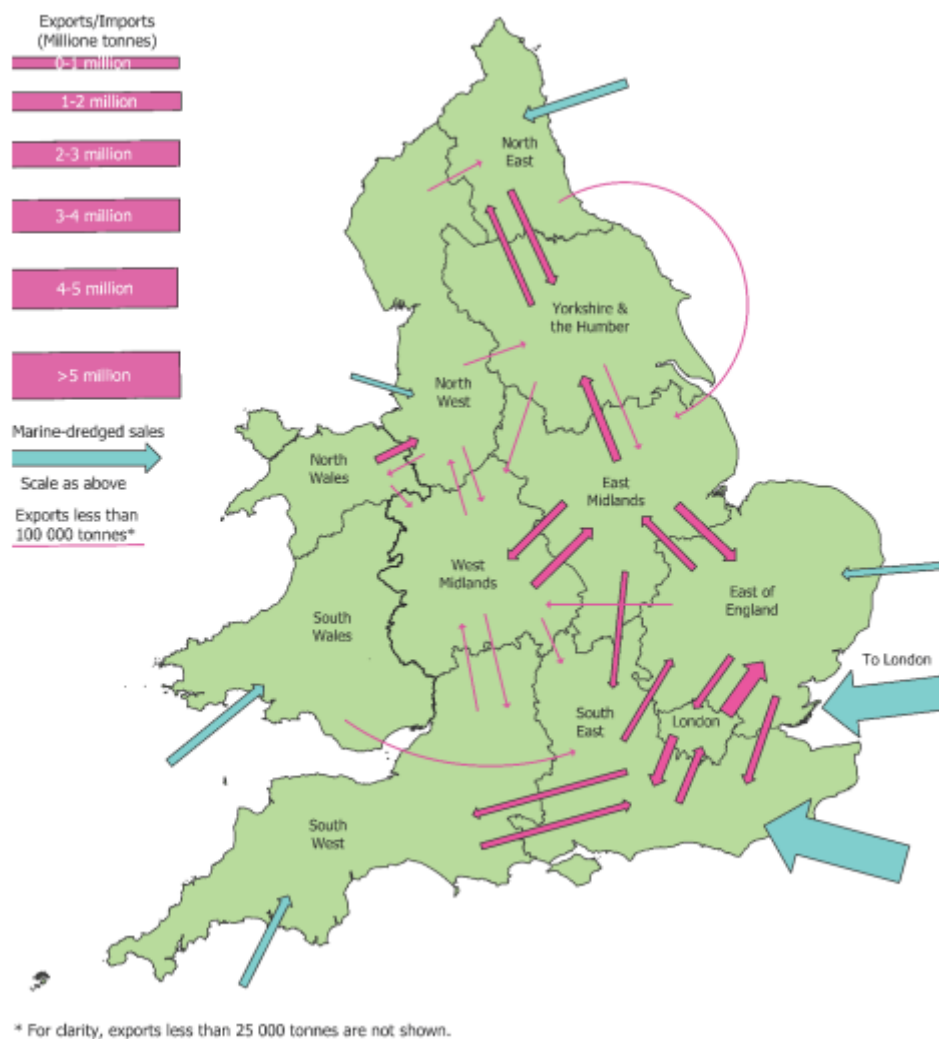 Exports/Imports
(Millione tonnes)
0-1 million
1-2 million
2-3 million
3-4 million
4-5 million
>5 million
Marine-dredged sales
Scale as above
Exports less than
100 000 tonnes*
North
East
Yorkshire &
the Humber
North
West
North
Wales
East
Midlands
West
Midlands
East of
England
South
Wales
To London
South
East
London
South
West
* For clarity, exports less than 25 000 tonnes are not shown.